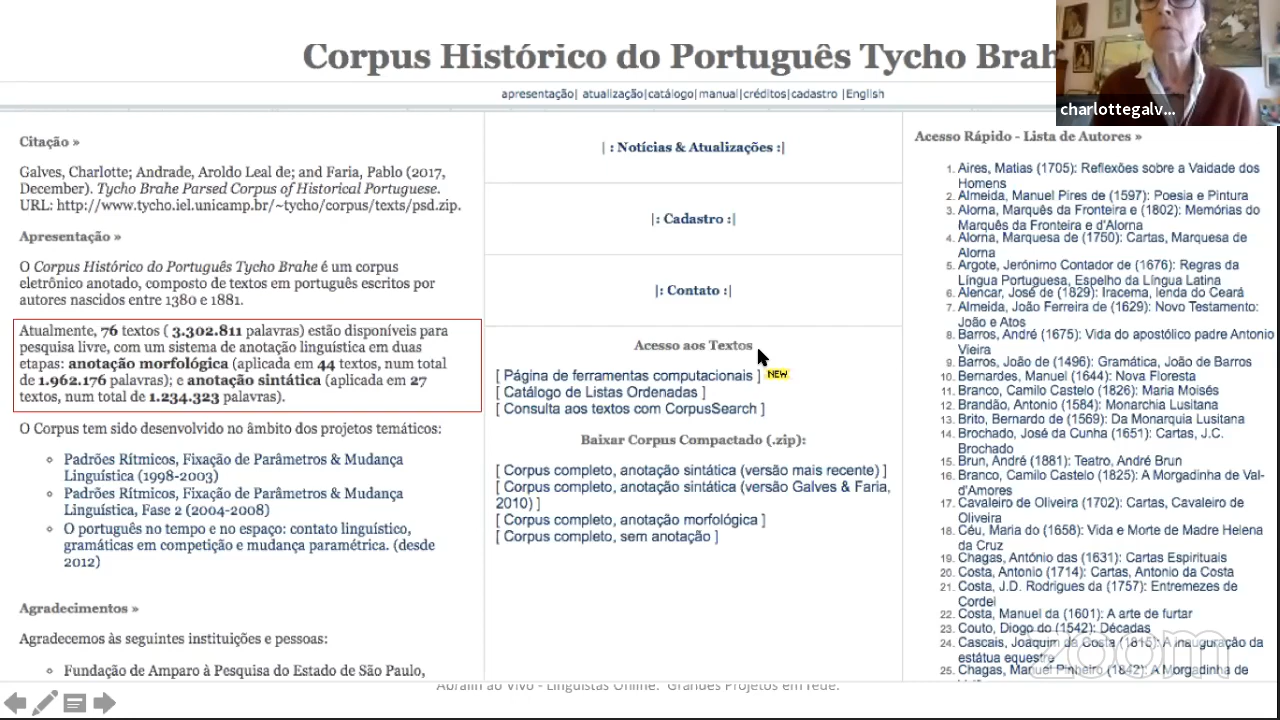 Corpus Histórico do Português Tycho Brah
apresentação| atualização|catálogo|manual|créditos|cadastro |English
charlottegalv...
Citação »
Galves, Charlotte; Andrade, Aroldo Leal de; and Faria, Pablo (2017,
December). Tycho Brahe Parsed Corpus of Historical Portuguese.
URL: http://www.tycho.iel.unicamp.br/~tycho/corpus/texts/psd.zip.
Apresentação »
O Corpus Histórico do Português Tycho Brahe é um corpus
eletrônico anotado, composto de textos em português escritos por
autores nascidos entre 1380 e 1881.
Atualmente, 76 textos ( 3.302.811 palavras) estão disponíveis para
pesquisa livre, com um sistema de anotação linguística em duas
etapas: anotação morfológica (aplicada em 44 textos, num total
de 1.962.176 palavras); e anotação sintática (aplicada em 27
textos, num total de 1.234.323 palavras).
O Corpus tem sido desenvolvido no âmbito dos projetos temáticos:
Padrões Rítmicos, Fixação de Parâmetros & Mudança
Linguística (1998-2003)
Padrões Rítmicos, Fixação de Parâmetros & Mudança
Linguística, Fase 2 (2004-2008)
O português no tempo e no espaço: contato linguístico,
gramáticas em competição e mudança paramétrica. (desde
2012)
Agradecimentos »
Agradecemos às seguintes instituições e pessoas:
Fundação de Amparo à Pesquisa do Estado de São Paulo,
|: Notícias & Atualizações :|
|: Cadastro :|
|: Contato :|
Acesso aos Textos
[ Página de ferramentas computacionais ] NEW
[ Catálogo de Listas Ordenadas ]
[ Consulta aos textos com CorpusSearch ]
Baixar Corpus Compactado (.zip):
[ Corpus completo, anotação sintática (versão mais recente) ]
[ Corpus completo, anotação sintática (versão Galves & Faria,
2010) ]
[ Corpus completo, anotação morfológica ]
[ Corpus completo, sem anotação ]
Acesso Rápido - Lista de Autores »
1. Aires, Matias (1705): Reflexões sobre a Vaidade dos
Homens
2. Almeida, Manuel Pires de (1597): Poesia e Pintura
3. Alorna, Marquês da Fronteira e (1802): Memórias do
Marquês da Fronteira e d'Alorna
4. Alorna, Marquesa de (1750): Cartas, Marquesa de
Alorna
5. Argote, Jerónimo Contador de (1676): Regras da
Língua Portuguesa, Espelho da Língua Latina
6. Alencar, José de (1829): Iracema, lenda do Ceará
7. Almeida, João Ferreira de (1629): Novo Testamento:
João e Atos
8. Barros, André (1675): Vida do apostólico padre Antonio
Vieira
9. Barros, João de (1496): Gramática, João de Barros
10. Bernardes, Manuel (1644): Nova Floresta
11. Branco, Camilo Castelo (1826): Maria Moisés
12. Brandão, Antonio (1584): Monarchia Lusitana
13. Brito, Bernardo de (1569): Da Monarquia Lusitana
14. Brochado, José da Cunha (1651): Cartas, J.C.
Brochado
15. Brun, André (1881): Teatro, André Brun
16. Branco, Camilo Castelo (1825): A Morgadinha de Val-
d'Amores
17. Cavaleiro de Oliveira (1702): Cartas, Cavaleiro de
Oliveira
18. Céu, Maria do (1658): Vida e Morte de Madre Helena
da Cruz
19. Chagas, António das (1631): Cartas Espirituais
20. Costa, Antonio (1714): Cartas, Antonio da Costa
21. Costa, J.D. Rodrigues da (1757): Entremezes de
Cordel
22. Costa, Manuel da (1601): A arte de furtar
23. Couto, Diogo do (1542): Décadas
24. Cascais, Joaquim da Costa (1815): A inauguração da
estátua equestre
25. Chagas, Manuel Pinheiro (1842): A Morgadinha de
zoom
Abralin ao Vivo - Linguistas Online. Grandes Projetos em rede.